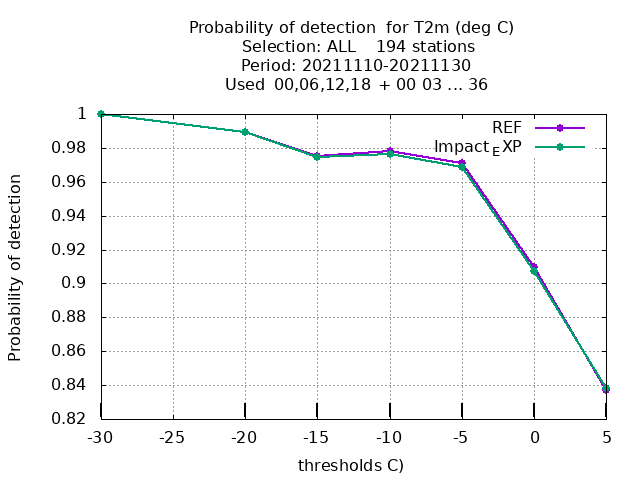 Probability of detection for T2m (deg C)
Selection: ALL 194 stations
Period: 20211110-20211130
Used 00,06,12,18 + 00 03 ... 36
REF
Impact EXP
Probability of detection
1
0.98
0.96
0.94
0.92
0.9
0.88
0.86
0.84
0.82
-30 -25 -20 -15 -10 -5 0 5
thresholds C)